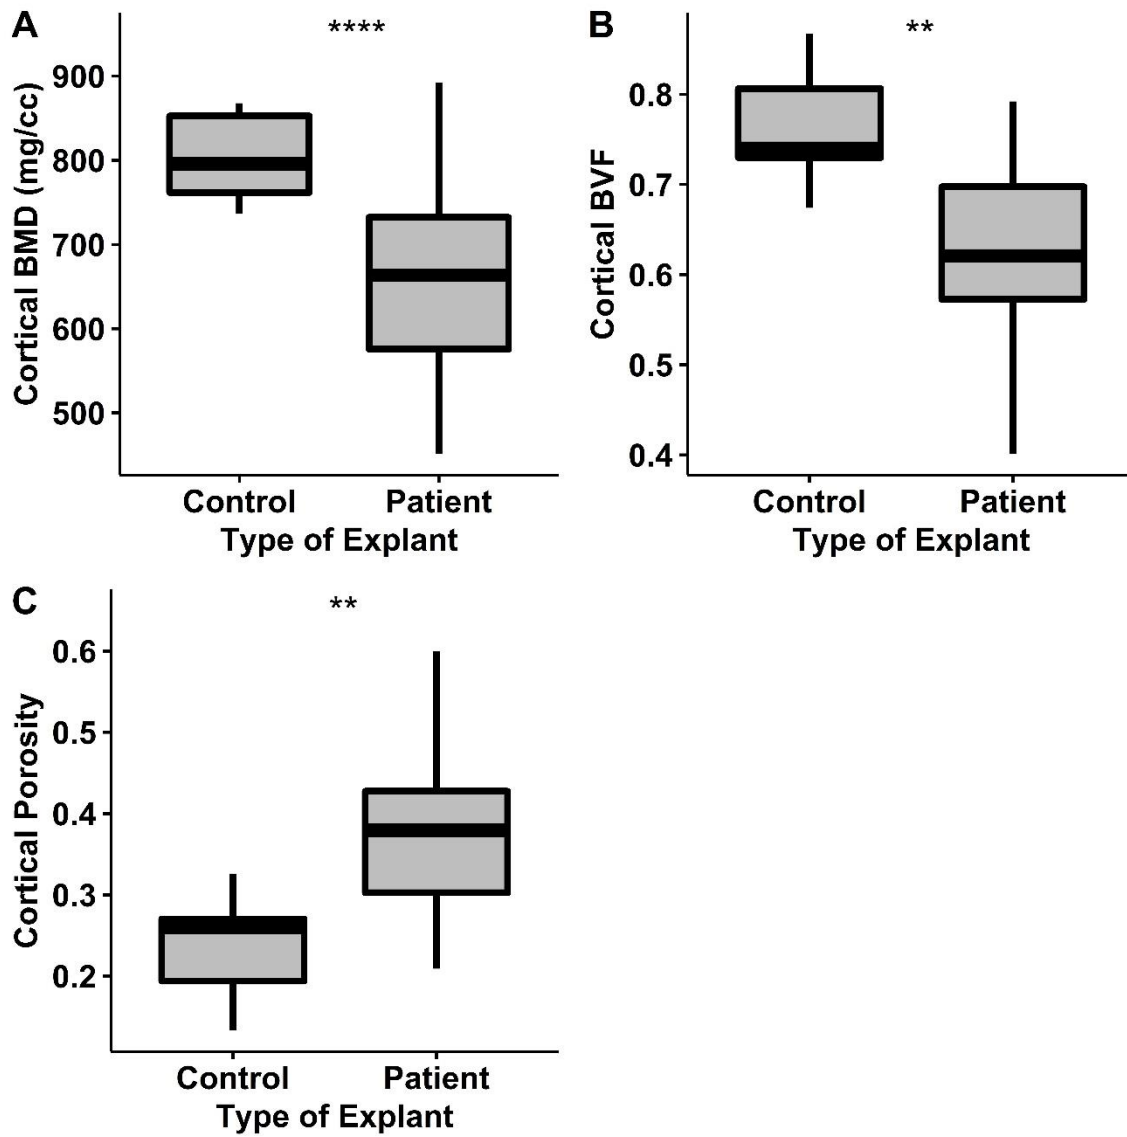 A
****
Cortical BMD (mg/cc)
900
800
700
600
500
Control Patient
Type of Explant
B
**
Cortical BVF
0.8
0.7
0.6
0.5
0.4
Control Patient
Type of Explant
C
**
Cortical Porosity
0.6
0.5
0.4
0.3
0.2
Control Patient
Type of Explant